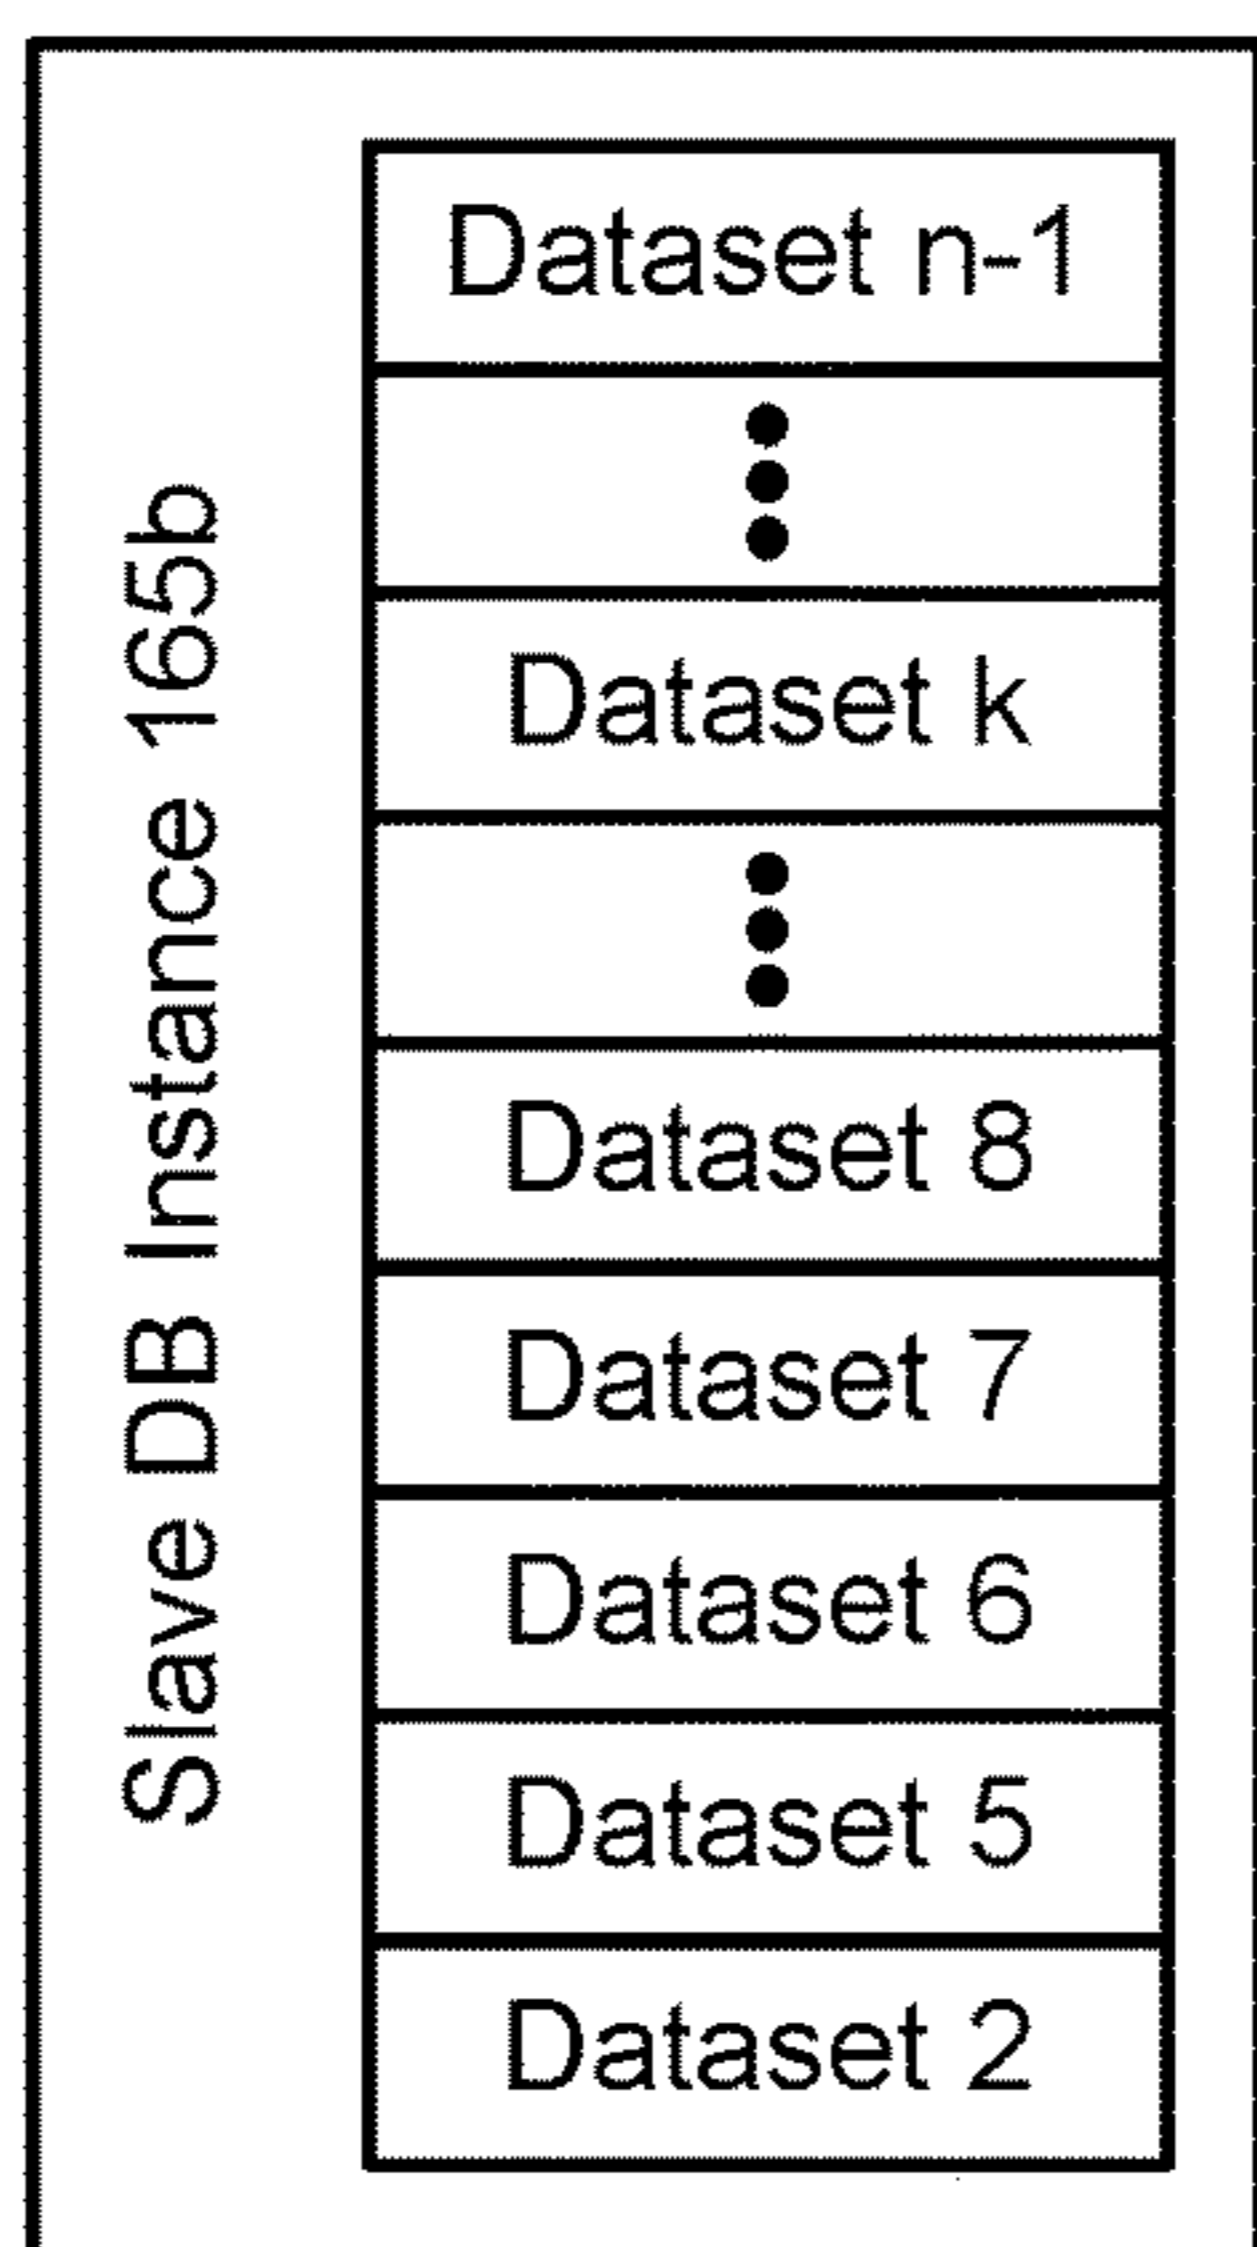 Slave DB Instance 165b
Dataset n-1
Dataset k
Dataset 8
Dataset 7
Dataset 6
Dataset 5
Dataset 2